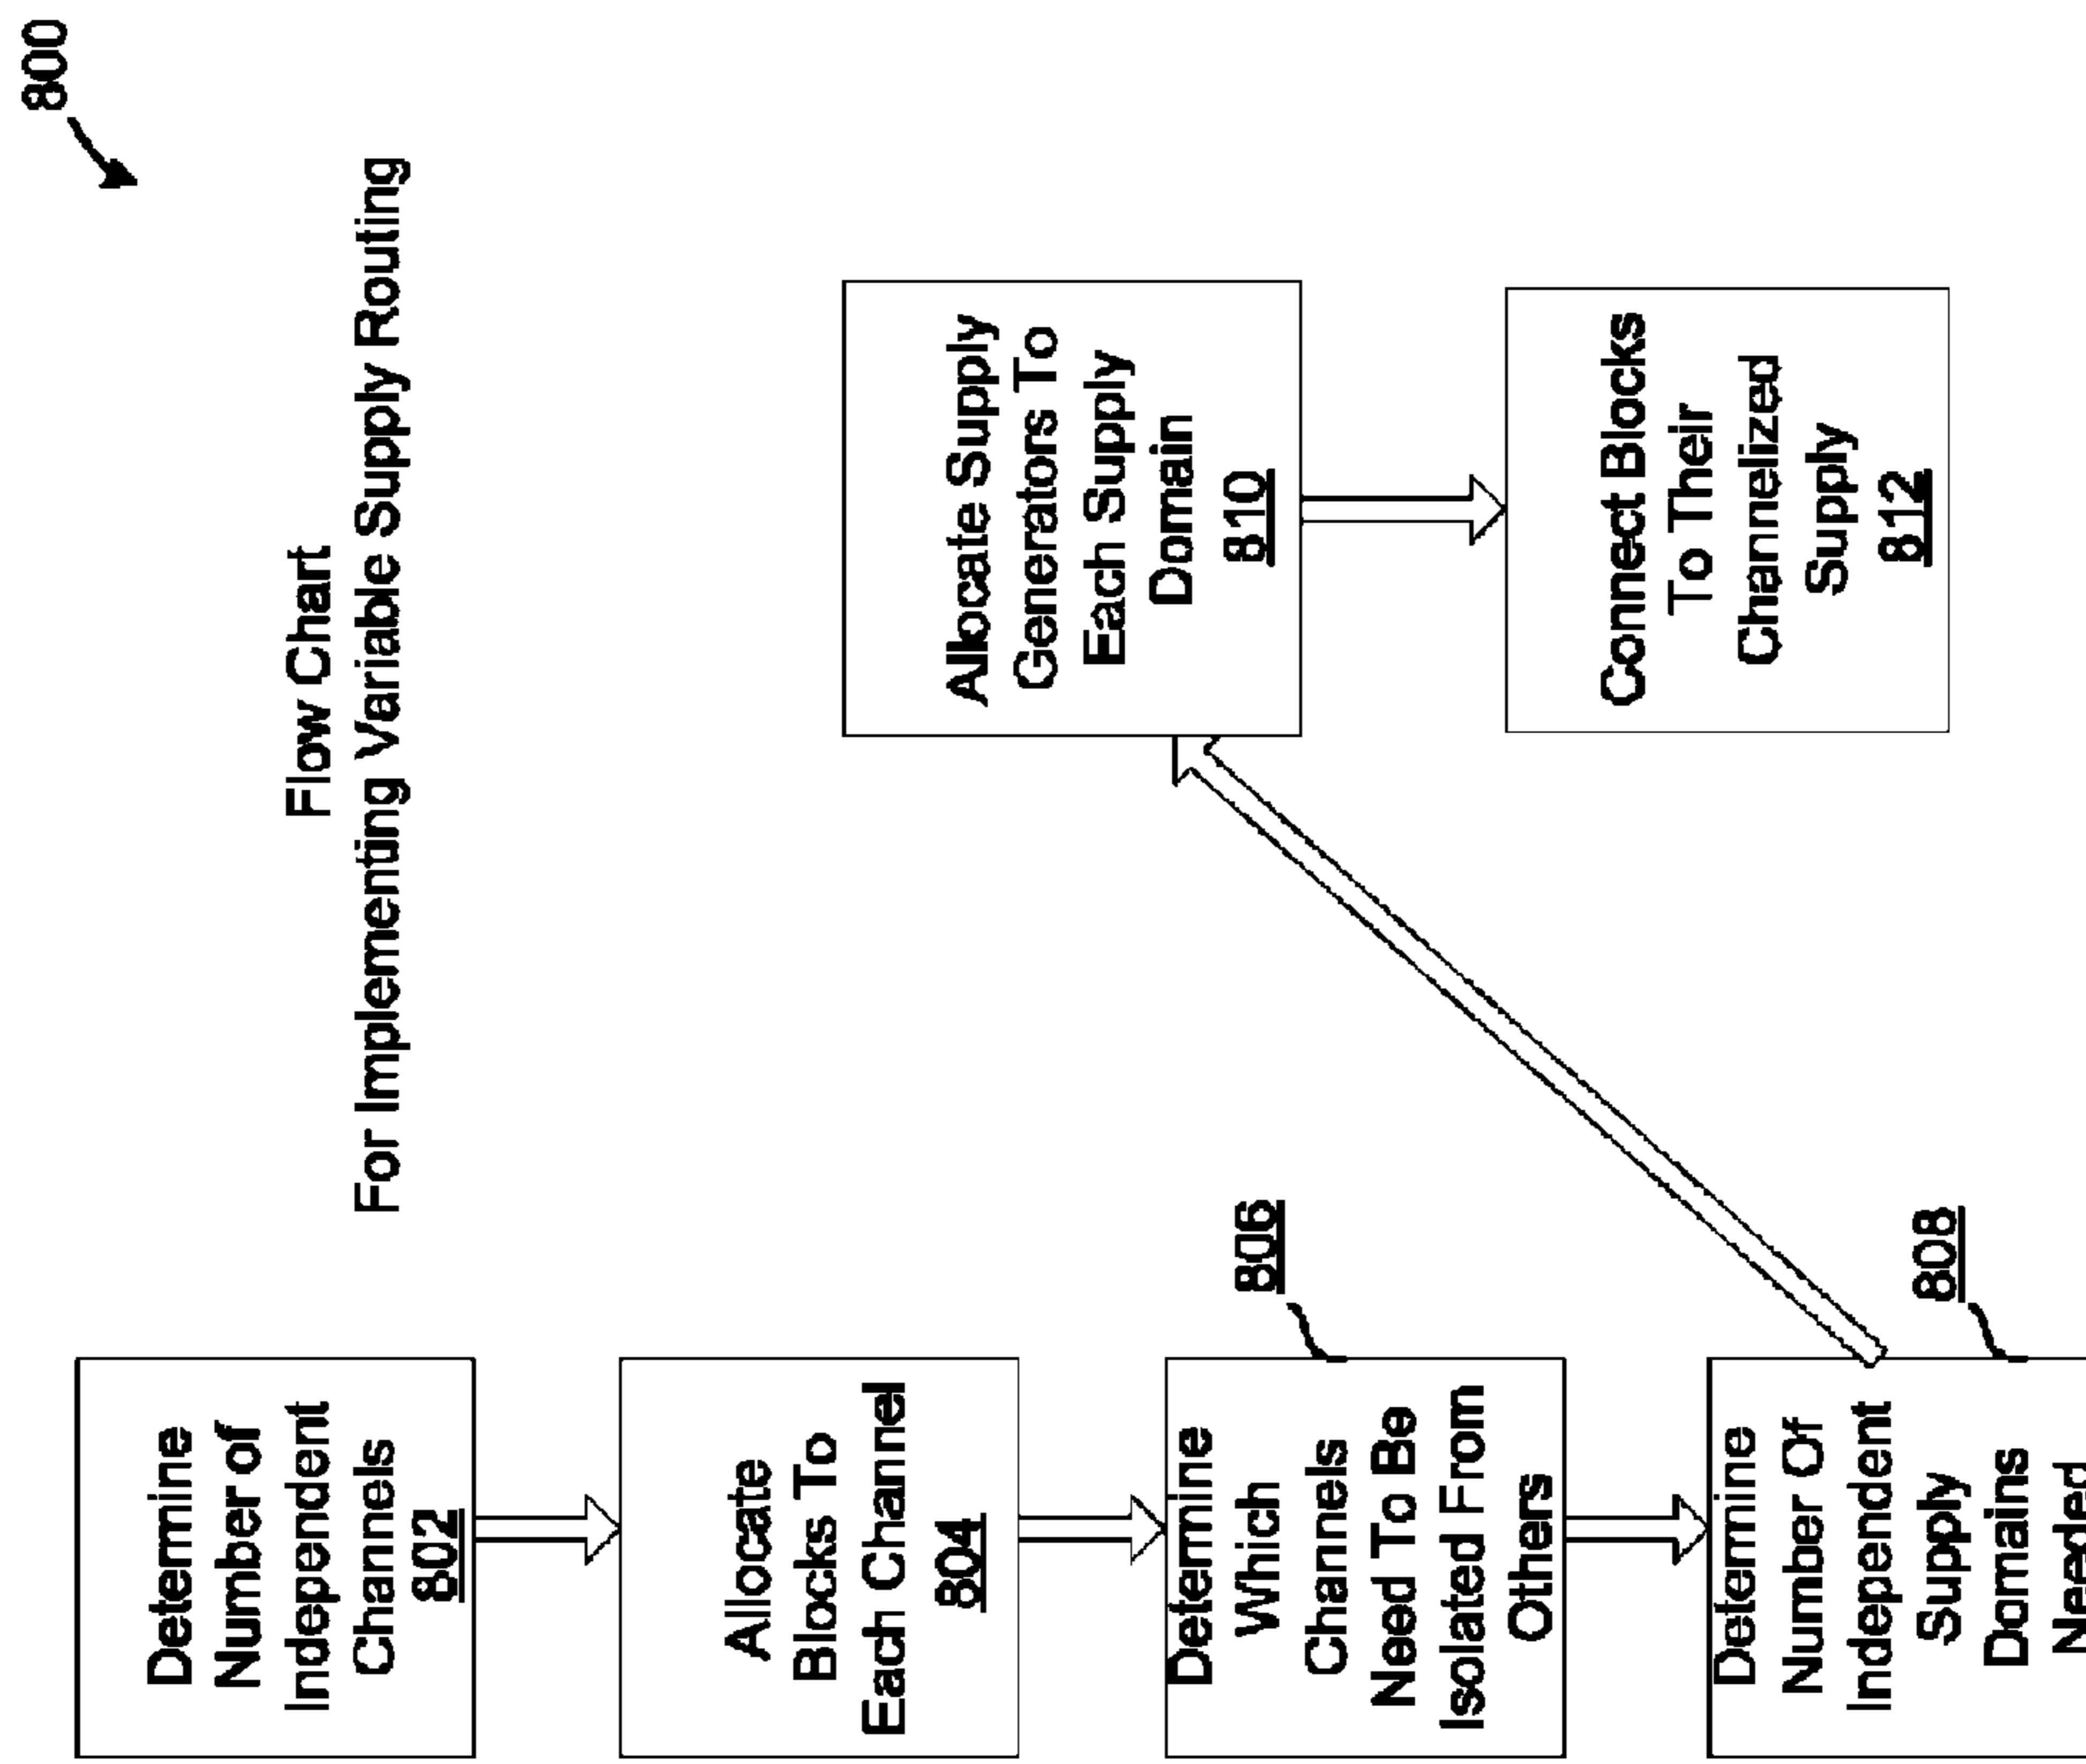 800
Flow Chart
For Implementing Variable Supply Routing
Determine
Number of
Independent
Channels
802
Allocate
Blocks To
Each Channel
804
806
Determine
Which
Channels
Need To Be
Isolated From
Others
808
Determine
Number Of
Independent
Supply
Domains
Needed
Allocate Supply
Generators To
Each Supply
Domain
810
Connect Blocks
To Their
Channelized
Supply
812